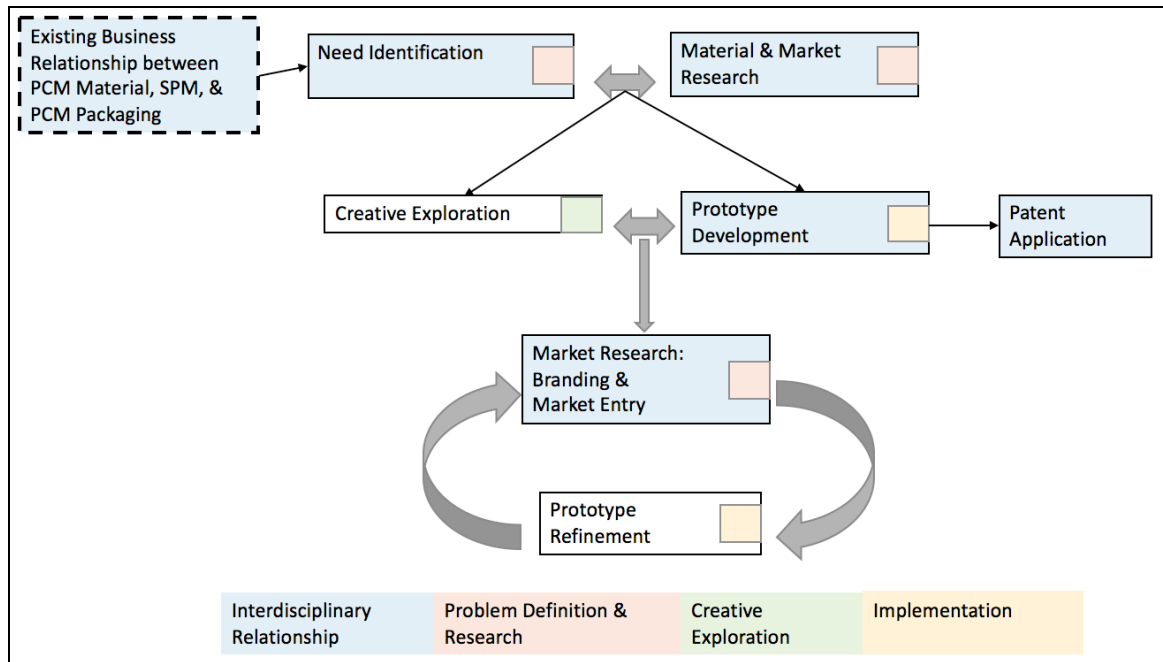 Existing Business
Relationship between
PCM Material, SPM, &
PCM Packaging
Need Identification
Material & Market
Research
Creative Exploration
Prototype
Development
Patent
Application
Market Research:
Branding &
Market Entry
Prototype
Refinement
Interdisciplinary
Relationship
Problem Definition &
Research
Creative
Exploration
Implementation